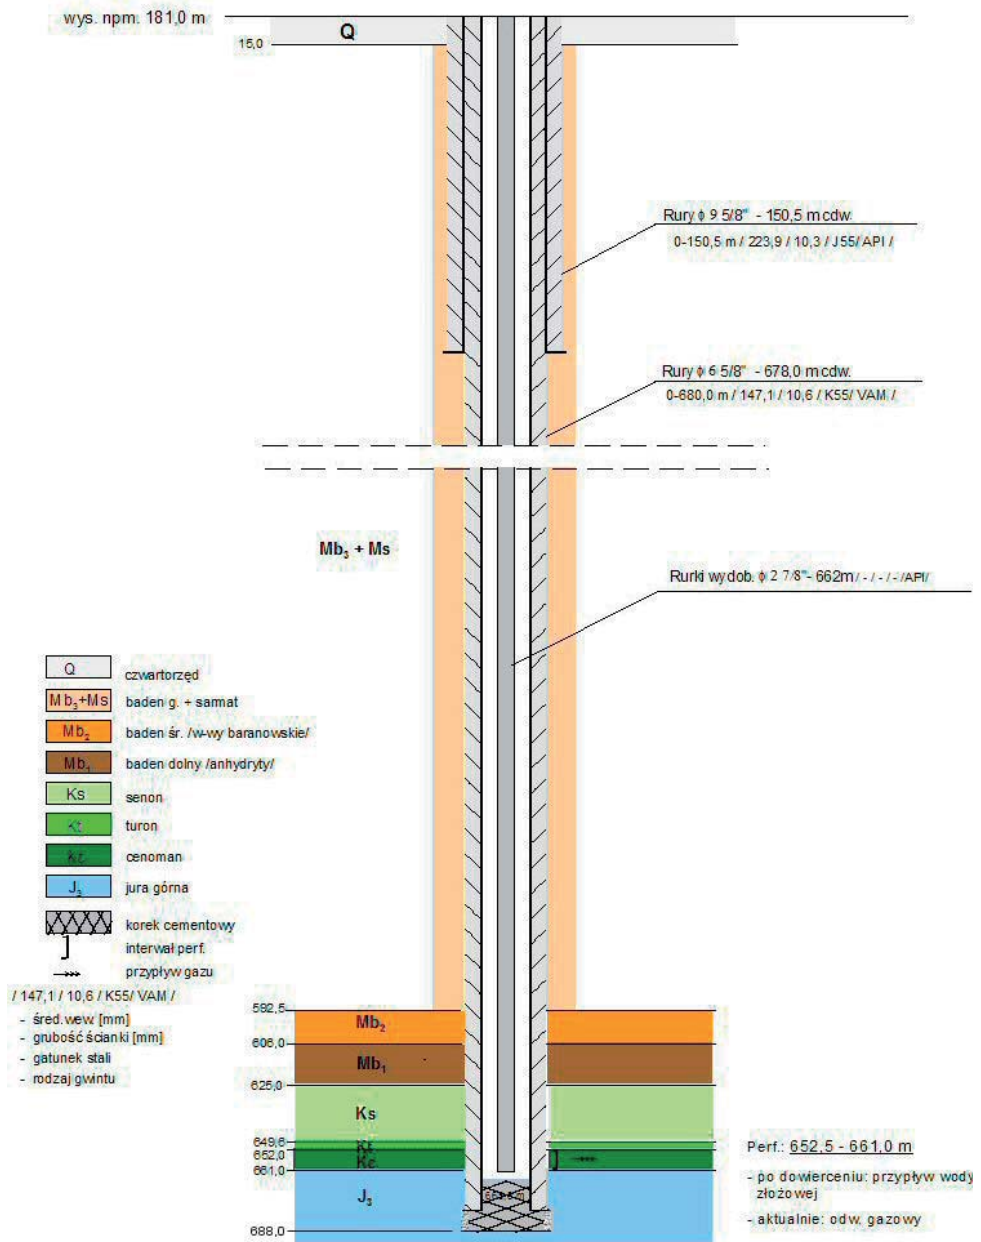 wys. npm. 181,0 m
Q
15,0
Rury ϕ 9 5/8" - 150,5 m cdw.
0-150,5 m / 223,9 / 10,3 / J55/ API /
Rury ϕ 6 5/8" - 678,0 m cdw.
0-680,0 m / 147,1 / 10,6 / K55/ VAM /
Mb₃ + Ms
Rurki wydob. ϕ 2 7/8"- 662m / - / - / - /API/
Q czwartorzęd
Mb₃+Ms baden g. + sarmat
Mb₂ baden śr. /w-wy baranowskie/
Mb₁ baden dolny /anhydryty/
Ks senon
Kt turon
Kc cenoman
J₃ jura górna
korek cementowy
interwał perf.
przypływ gazu
/ 147,1 / 10,6 / K55/ VAM /
- śred. wew. [mm]
- grubość ścianki [mm]
- gatunek stali
- rodzaj gwintu
592,5
Mb₂
606,0
Mb₁
625,0
Ks
649,6
Kt
652,0
Kc
661,0
J₃
688,0
Perf.: 652,5 - 661,0 m
- po dowierceniu: przypływ wody
złożowej
- aktualnie: odw. gazowy